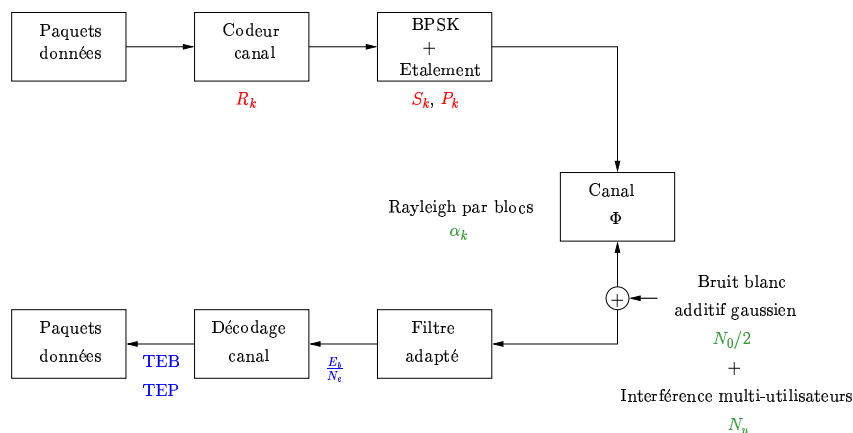 Paquets
données
Codeur
canal
R_k
BPSK
+
Etalement
S_k, P_k
Rayleigh par blocs
α_k
Canal
Φ
Paquets
données
TEB
TEP
Décodage
canal
E_b/N_e
Filtre
adapté
+
Bruit blanc
additif gaussien
N_0/2
+
Interférence multi-utilisateurs
N_u